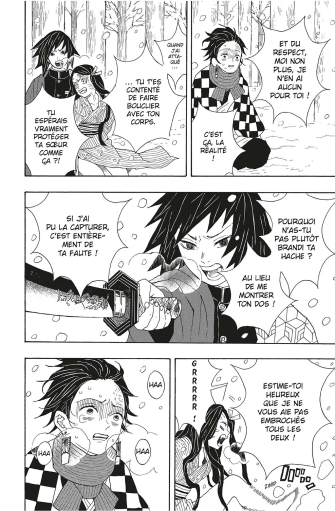 ET DU
RESPECT,
MOI NON
PLUS, JE N'EN
AI AUCUN
POUR TOI !
C'EST
ÇA, LA
RÉALITÉ
!
QUAND
J'AI
ATTA-
QUÉ ...
... TU T'ES
CONTENTÉ
DE FAIRE
BOUCLIER
AVEC TON
CORPS.
TU
ESPÉRAIS
VRAIMENT
PROTÉGER
TA SŒUR
COMME
ÇA ?!
POURQUOI
N'AS-TU
PAS PLUTÔT
BRANDI TA
HACHE ?
AU LIEU
DE ME
MONTRER
TON DOS !
SI J'AI
PU LA CAPTURER,
C'EST ENTIÈRE-
MENT DE
TA FAUTE !
ESTIME-TOI
HEUREUX
QUE JE NE
VOUS AIE PAS
EMBROCHÉS
TOUS LES
DEUX !
GRRRRR !
HAA
HAA
HAA
HAA